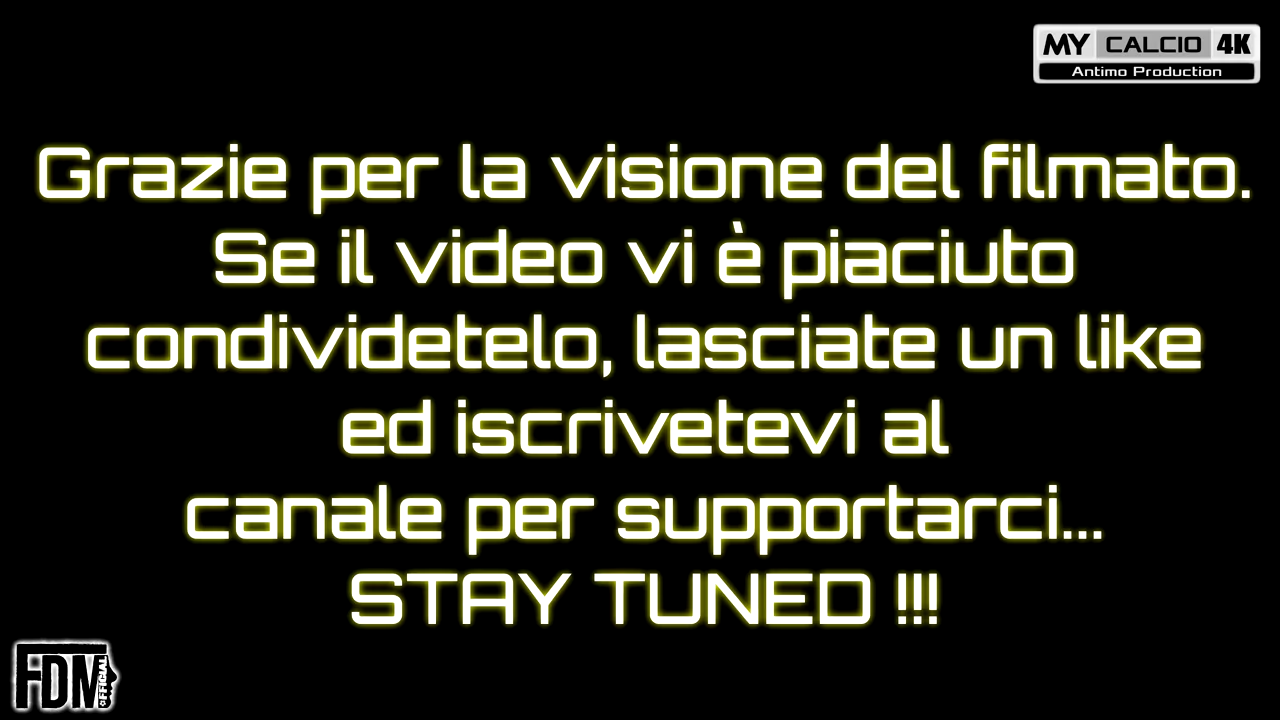 MY CALCIO 4K
Antimo Production
Grazie per la visione del filmato.
Se il video vi è piaciuto
condividetelo, lasciate un like
ed iscrivetevi al
canale per supportarci...
STAY TUNED !!!
FDM OFFICIAL